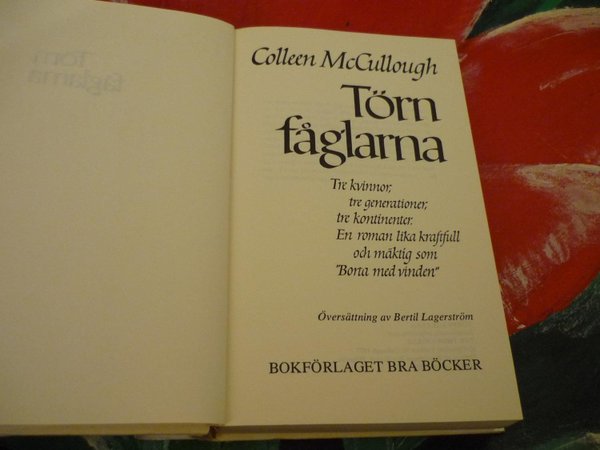 Colleen McCullough
Törn
fåglarna
Tre kvinnor,
tre generationer,
tre kontinenter.
En roman lika kraftfull
och mäktig som
"Borta med vinden"
Översättning av Bertil Lagerström
BOKFÖRLAGET BRA BÖCKER